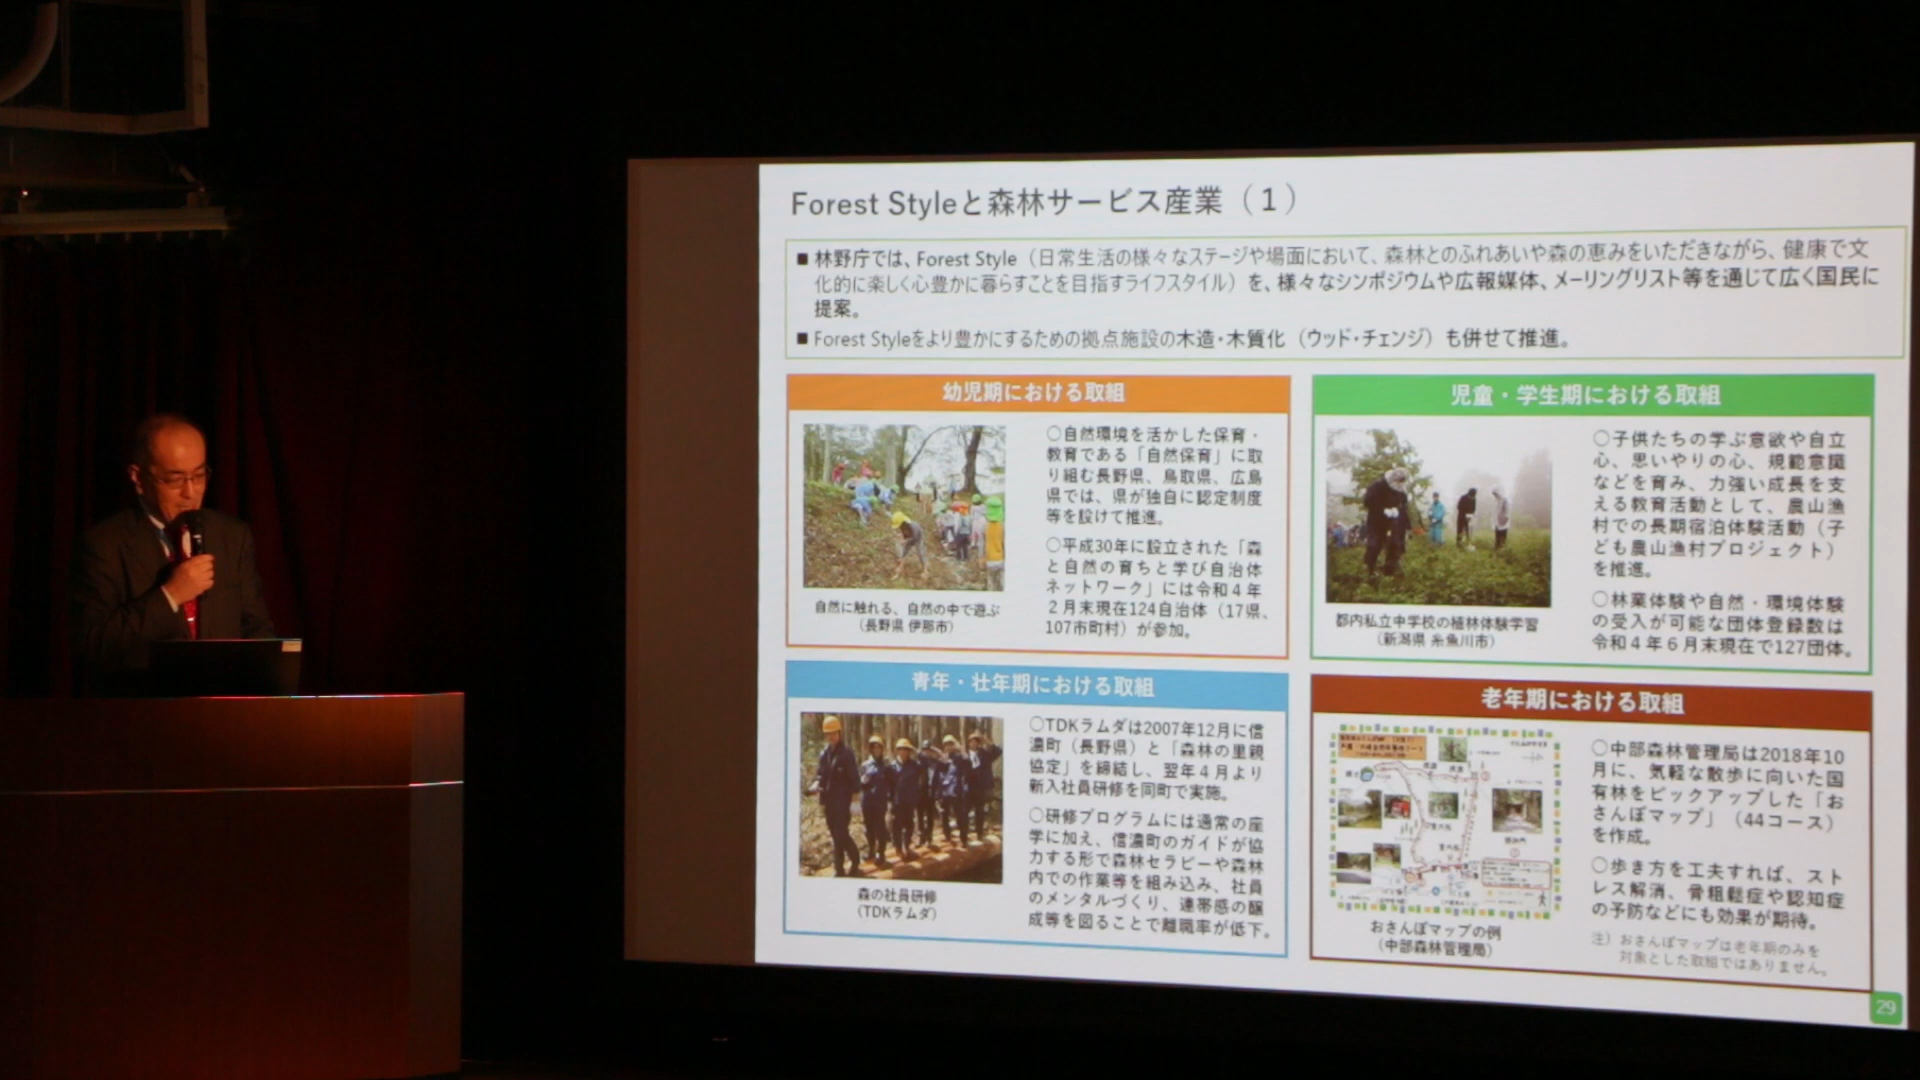 Forest Styleと森林サービス産業（１）
■ 林野庁では、Forest Style（日常生活の様々なステージや場面において、森林とのふれあいや森の恵みをいただきながら、健康で文
化的に楽しく心豊かに暮らすことを目指すライフスタイル）を、様々なシンポジウムや広報媒体、メーリングリスト等を通じて広く国民に
提案。
■ Forest Styleをより豊かにするための拠点施設の木造・木質化（ウッド・チェンジ）も併せて推進。
幼児期における取組
○自然環境を活かした保育・
教育である「自然保育」に取
り組む長野県、鳥取県、広島
県では、県が独自に認定制度
等を設けて推進。
○平成30年に設立された「森
と自然の育ちと学び自治体
ネットワーク」には令和４年
２月末現在124自治体（17県、
107市町村）が参加。
自然に触れる、自然の中で遊ぶ
（長野県 伊那市）
児童・学生期における取組
○子供たちの学ぶ意欲や自立
心、思いやりの心、規範意識
などを育み、力強い成長を支
える教育活動として、農山漁
村での長期宿泊体験活動（子
ども農山漁村プロジェクト）
を推進。
○林業体験や自然・環境体験
の受入が可能な団体登録数は
令和４年６月末現在で127団体。
都内私立中学校の植林体験学習
（新潟県 糸魚川市）
青年・壮年期における取組
○TDKラムダは2007年12月に信
濃町（長野県）と「森林の里親
協定」を締結し、翌年４月より
新入社員研修を同町で実施。
○研修プログラムには通常の座
学に加え、信濃町のガイドが協
力する形で森林セラピーや森林
内での作業等を組み込み、社員
のメンタルづくり、連帯感の醸
成等を図ることで離職率が低下。
森の社員研修
（TDKラムダ）
老年期における取組
○中部森林管理局は2018年10
月に、気軽な散歩に向いた国
有林をピックアップした「お
さんぽマップ」（44コース）
を作成。
○歩き方を工夫すれば、スト
レス解消、骨粗鬆症や認知症
の予防などにも効果が期待。
注）おさんぽマップは老年期のみを
対象とした取組ではありません。
おさんぽマップの例
（中部森林管理局）
29